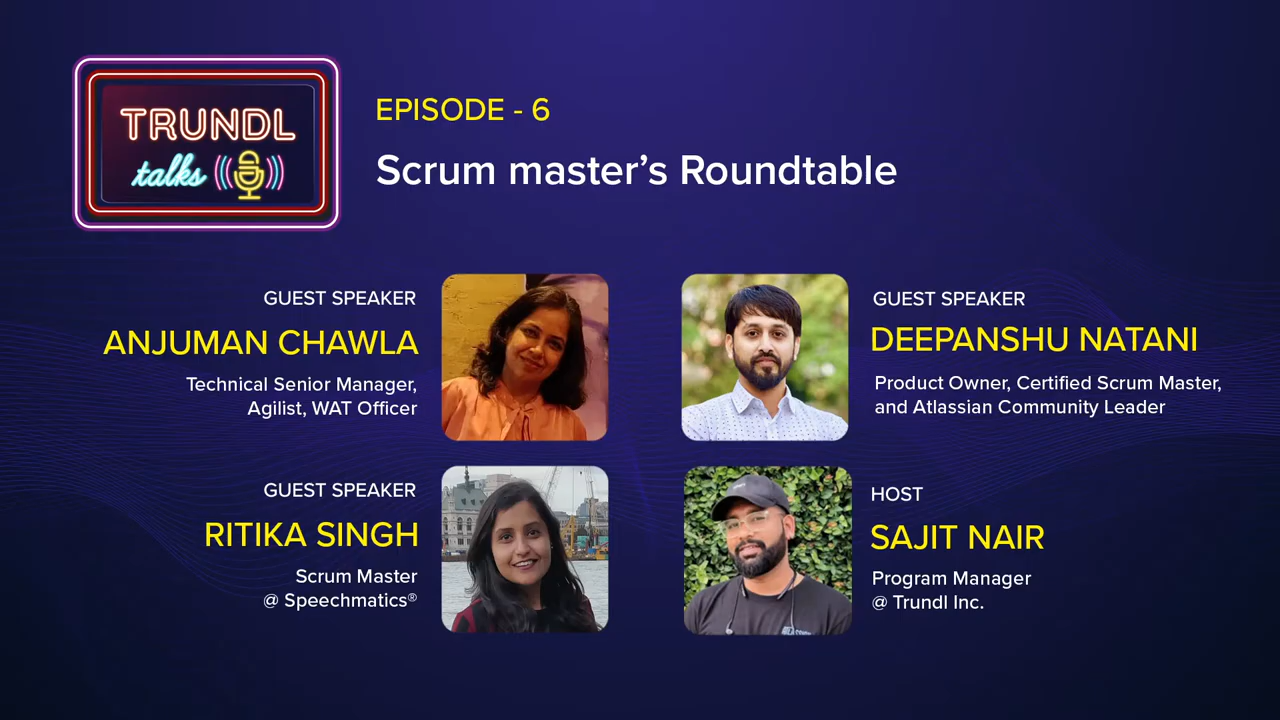 TRUNDL
talks
EPISODE - 6
Scrum master’s Roundtable
GUEST SPEAKER
ANJUMAN CHAWLA
Technical Senior Manager,
Agilist, WAT Officer
GUEST SPEAKER
DEEPANSHU NATANI
Product Owner, Certified Scrum Master,
and Atlassian Community Leader
GUEST SPEAKER
RITIKA SINGH
Scrum Master
@ Speechmatics®
HOST
SAJIT NAIR
Program Manager
@ Trundl Inc.